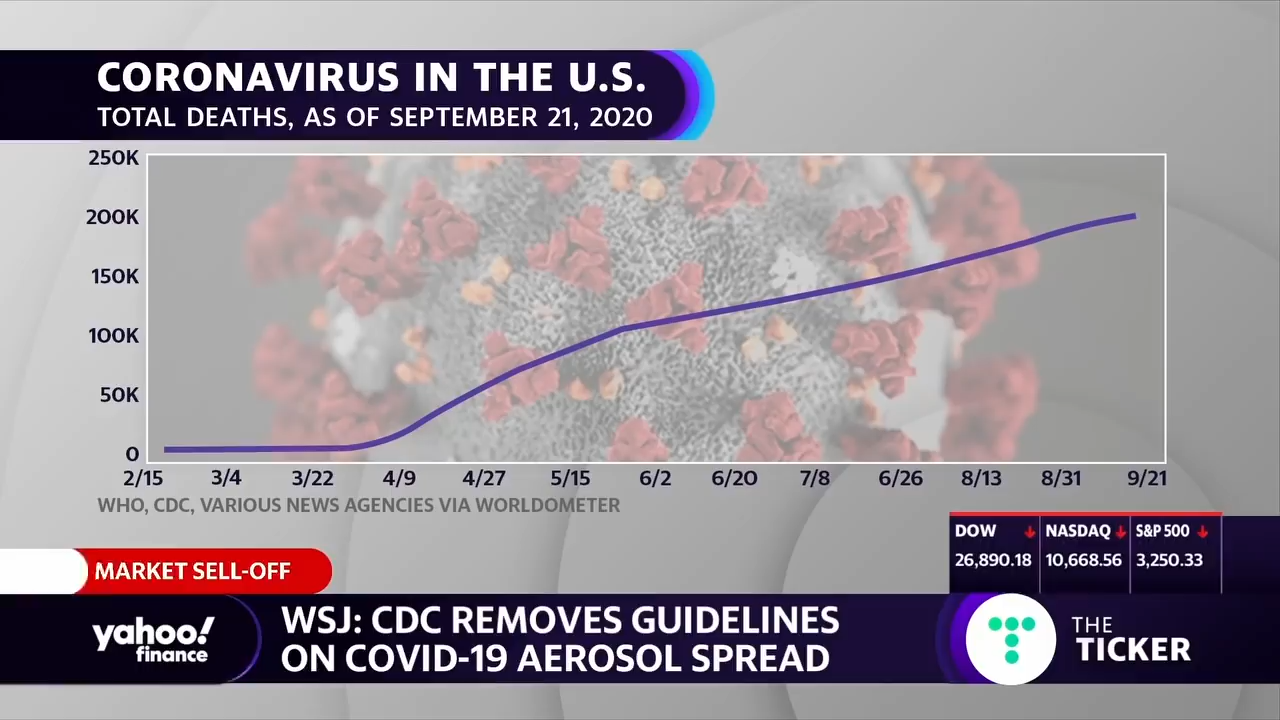 CORONAVIRUS IN THE U.S.
TOTAL DEATHS, AS OF SEPTEMBER 21, 2020
250K
200K
150K
100K
50K
0
2/15 3/4 3/22 4/9 4/27 5/15 6/2 6/20 7/8 6/26 8/13 8/31 9/21
WHO, CDC, VARIOUS NEWS AGENCIES VIA WORLDOMETER
DOW NASDAQ S&P 500
26,890.18 10,668.56 3,250.33
MARKET SELL-OFF
yahoo!
finance
WSJ: CDC REMOVES GUIDELINES
ON COVID-19 AEROSOL SPREAD
THE
TICKER